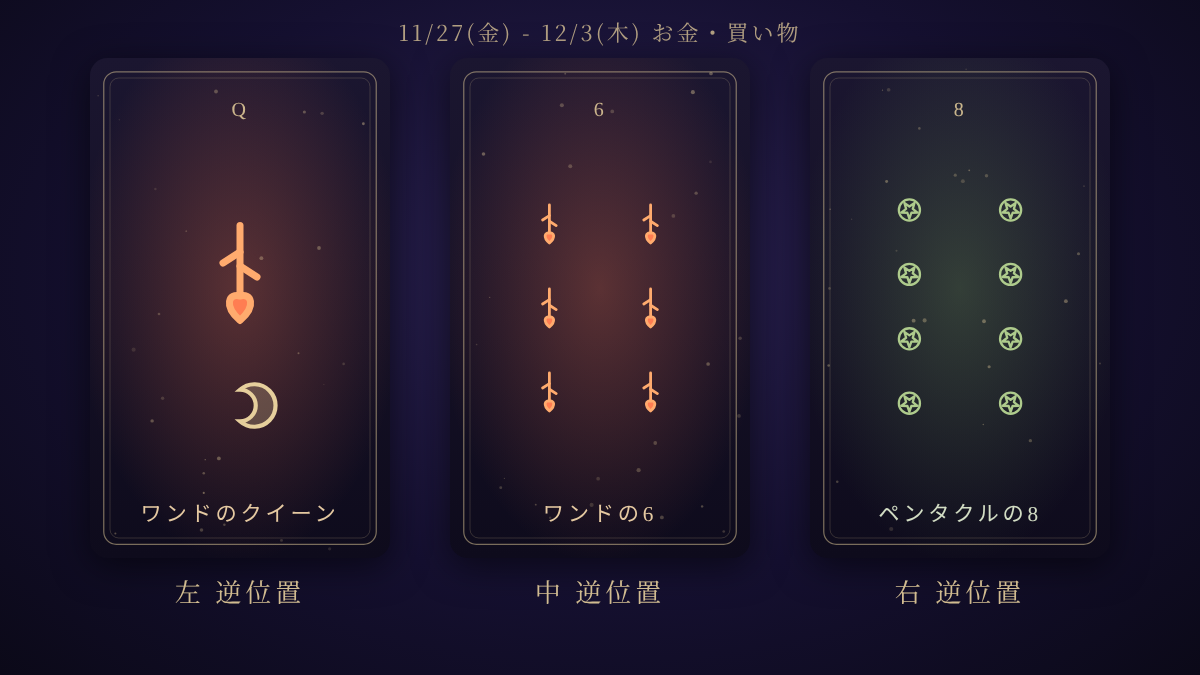 11/27(金) - 12/3(木) お金・買い物
Q
6
8
ワンドのクイーン
ワンドの6
ペンタクルの8
左 逆位置
中 逆位置
右 逆位置